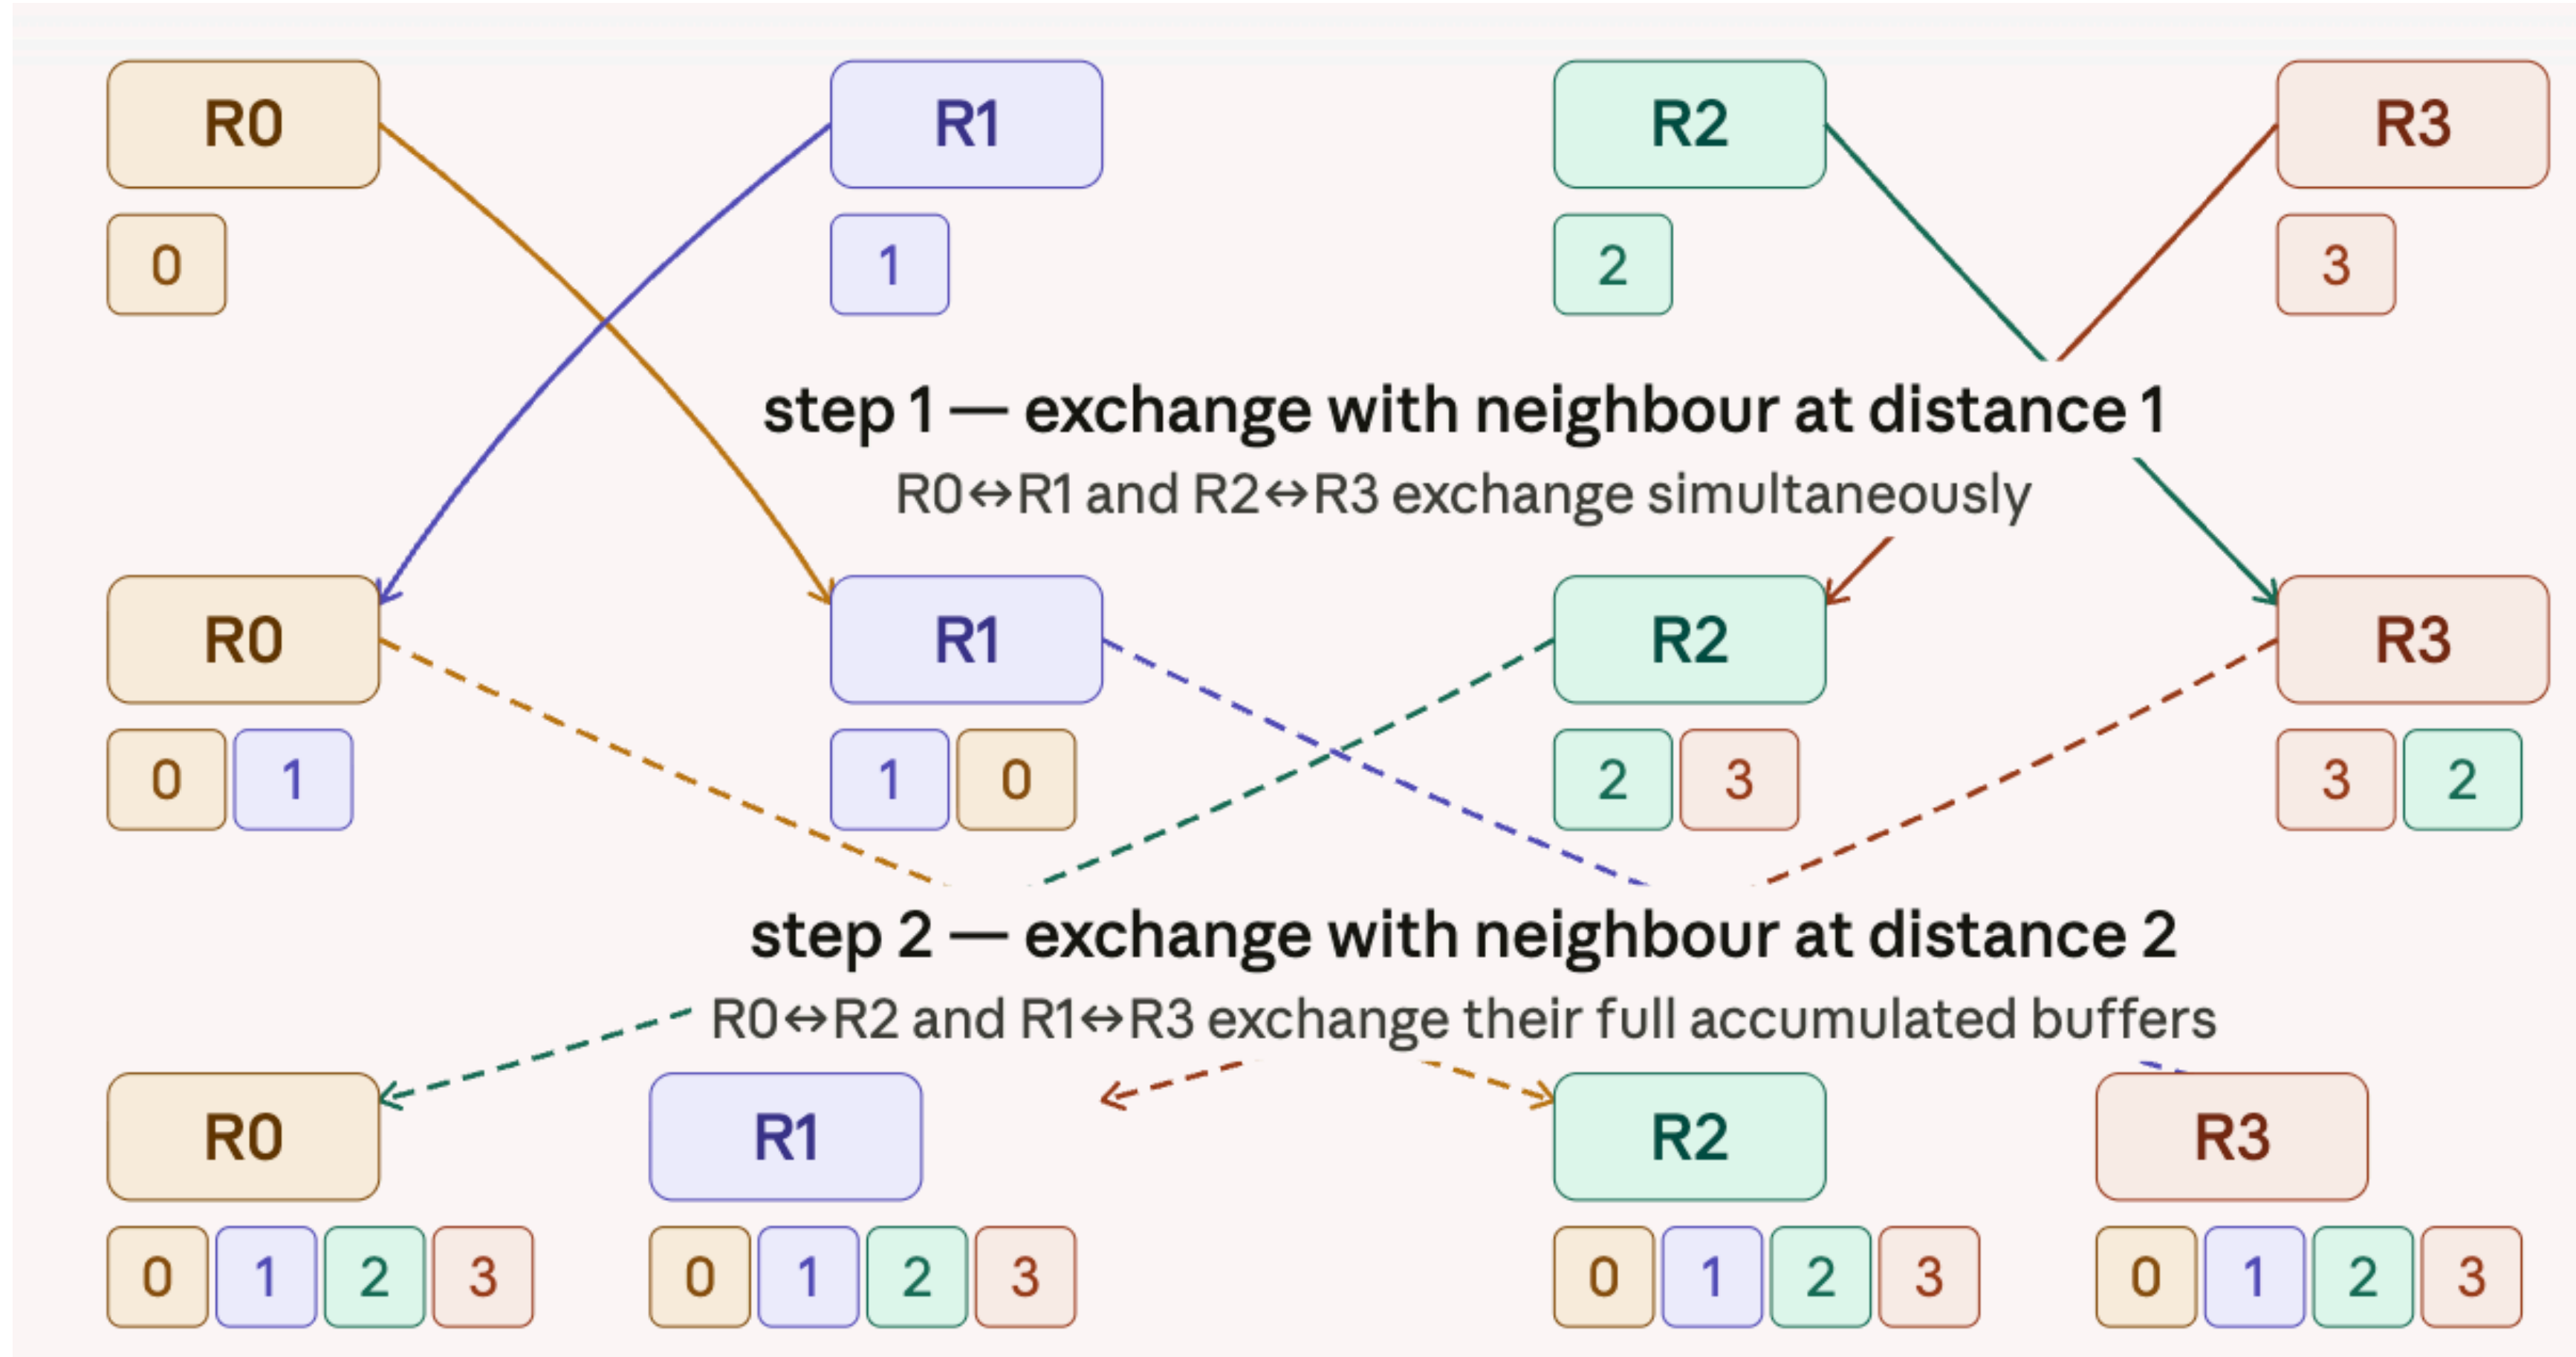 R0 R1 R2 R3
0 1 2 3
step 1 — exchange with neighbour at distance 1
R0↔R1 and R2↔R3 exchange simultaneously
R0 R1 R2 R3
0 1 1 0 2 3 3 2
step 2 — exchange with neighbour at distance 2
R0↔R2 and R1↔R3 exchange their full accumulated buffers
R0 R1 R2 R3
0 1 2 3 0 1 2 3 0 1 2 3 0 1 2 3